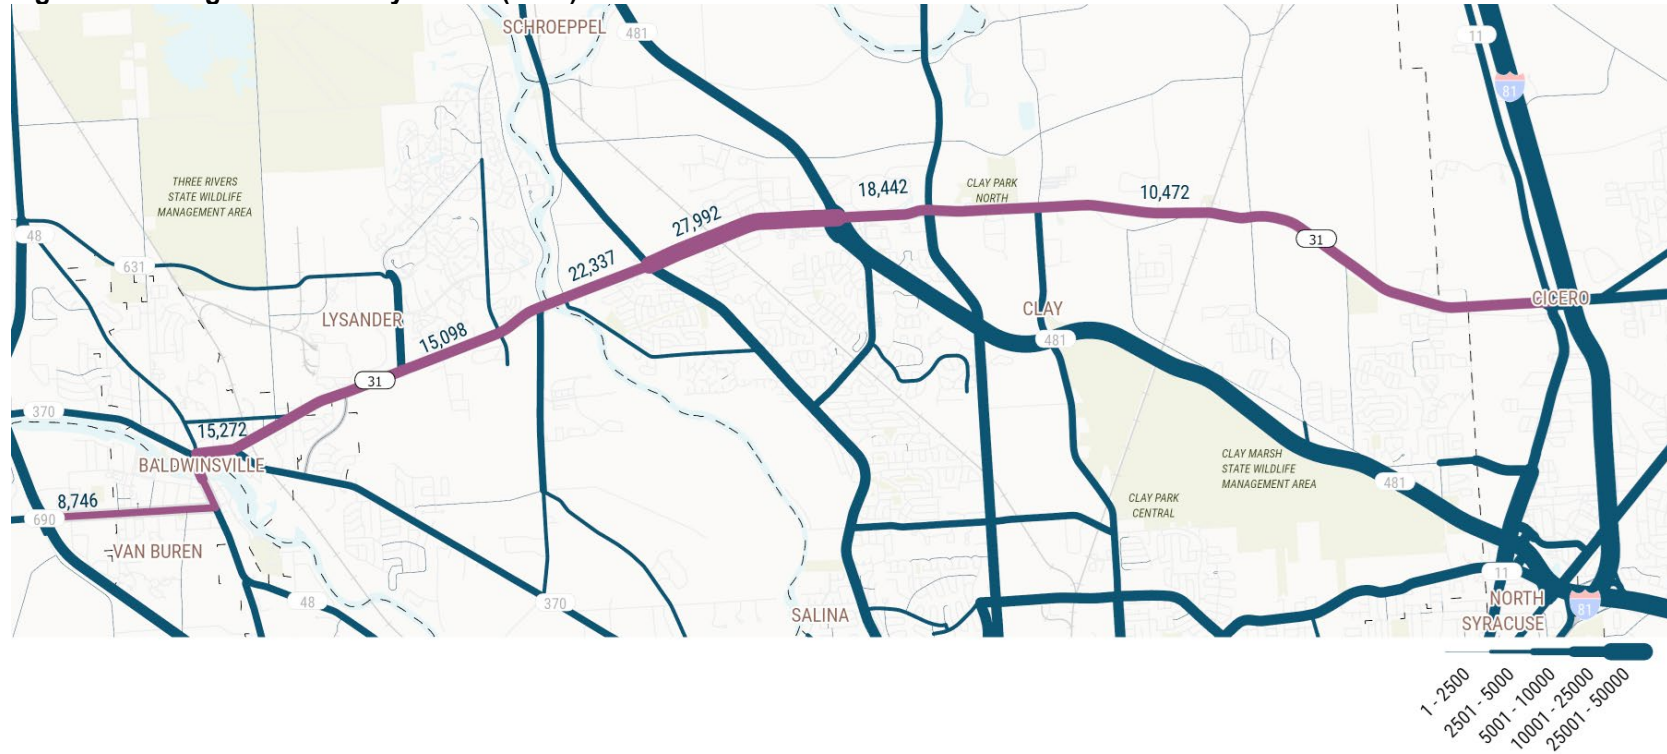 SCHROEPPEL
481
11
81
THREE RIVERS
STATE WILDLIFE
MANAGEMENT AREA
CLAY PARK
NORTH
18,442
10,472
27,992
48
631
22,337
31
CICERO
LYSANDER
CLAY
15,098
481
31
370
15,272
BALDWINSVILLE
CLAY MARSH
STATE WILDLIFE
MANAGEMENT AREA
481
8,746
690
CLAY PARK
CENTRAL
VAN BUREN
11
48
370
SALINA
NORTH
SYRACUSE
81
1 - 2500
2501 - 5000
5001 - 10000
10001 - 25000
25001 - 50000